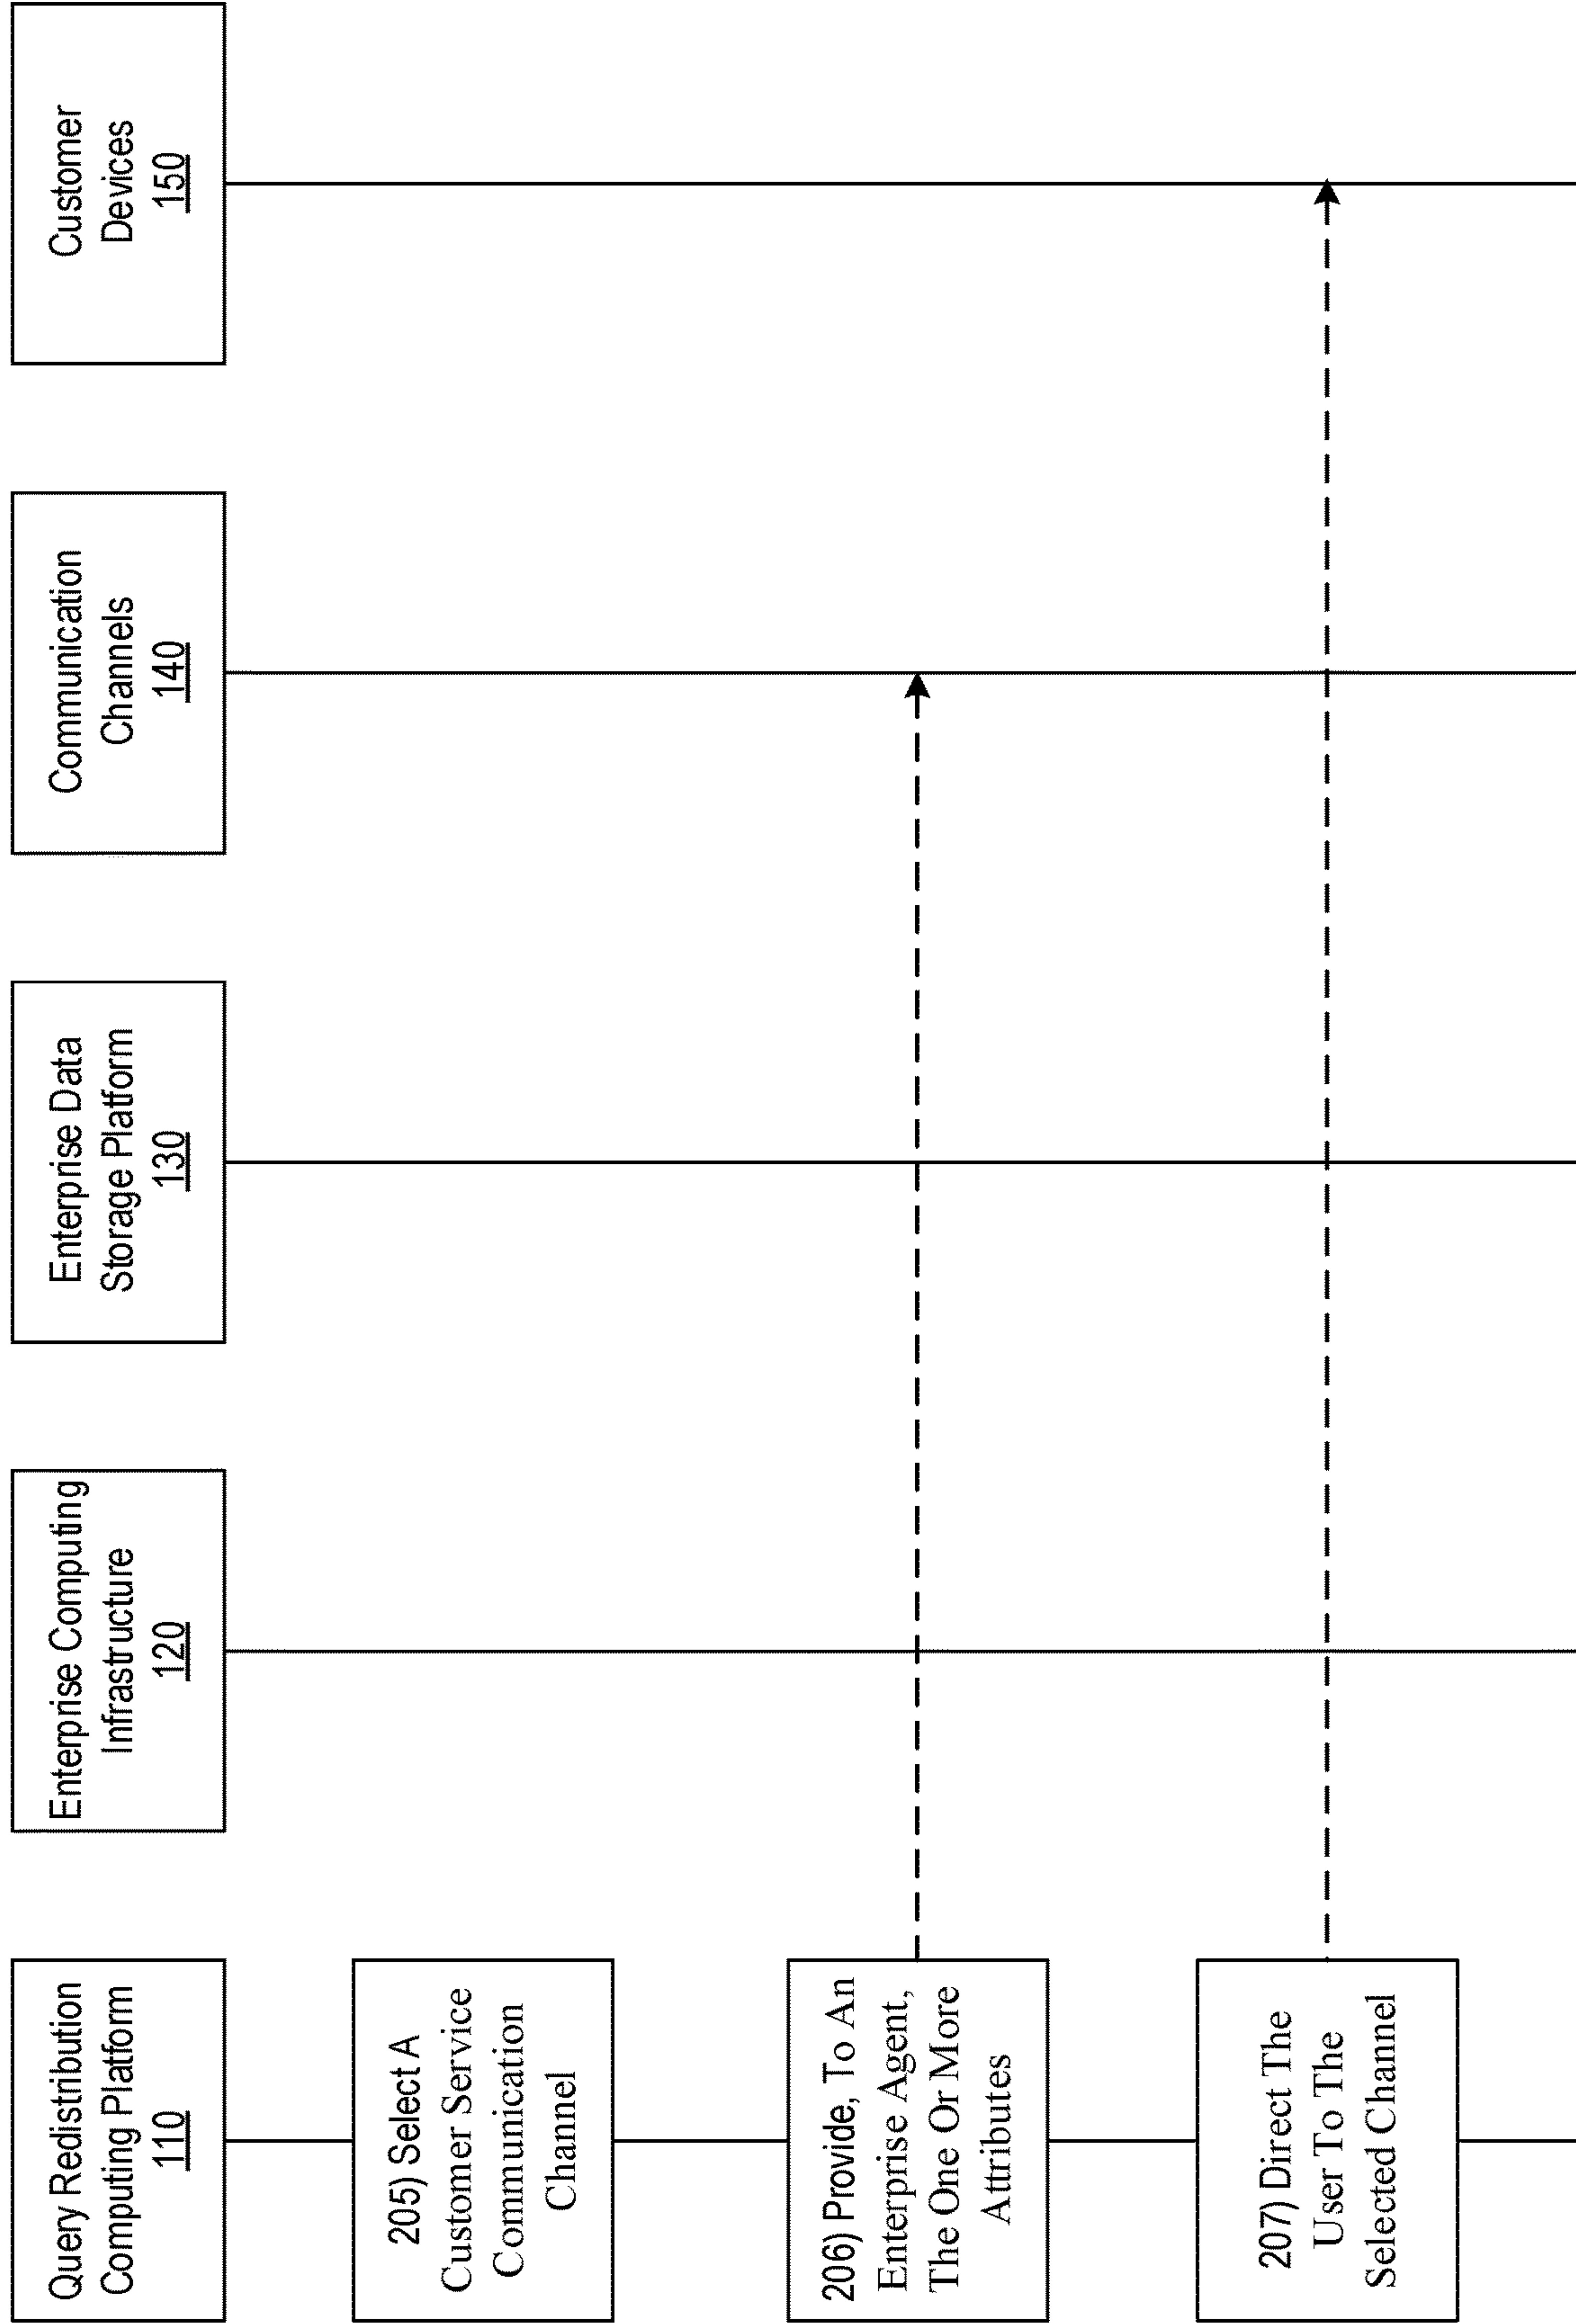 Query Redistribution
Computing Platform
110
Enterprise Computing
Infrastructure
120
Enterprise Data
Storage Platform
130
Communication
Channels
140
Customer
Devices
150
205) Select A
Customer Service
Communication
Channel
206) Provide, To An
Enterprise Agent,
The One Or More
Attributes
207) Direct The
User To The
Selected Channel